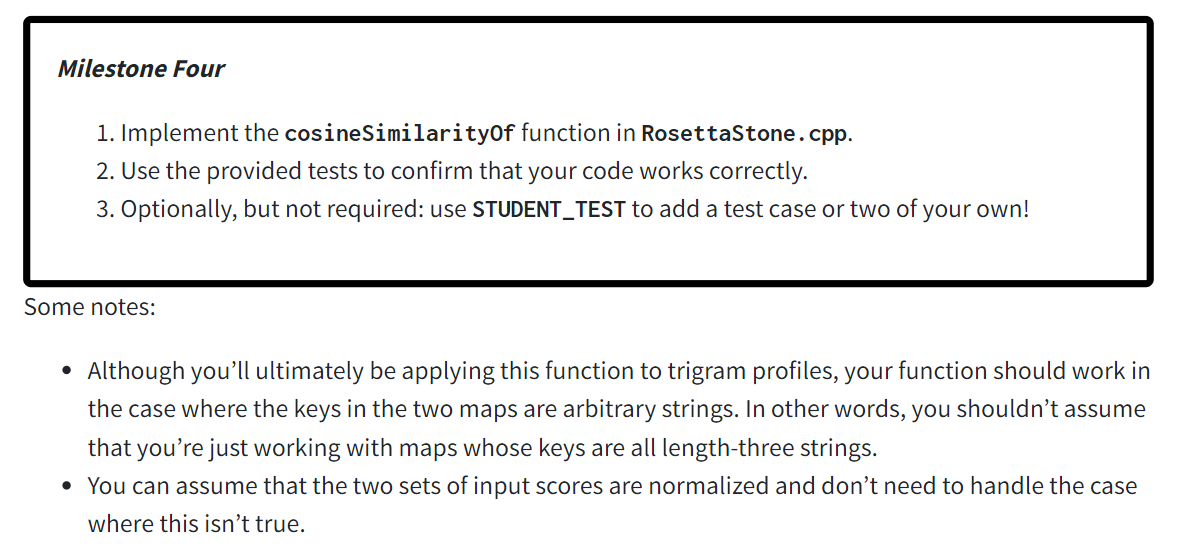 Milestone Four
1. Implement the cosineSimilarityOf function in RosettaStone.cpp.
2. Use the provided tests to confirm that your code works correctly.
3. Optionally, but not required: use STUDENT_TEST to add a test case or two of your own!
Some notes:
• Although you’ll ultimately be applying this function to trigram profiles, your function should work in
the case where the keys in the two maps are arbitrary strings. In other words, you shouldn’t assume
that you’re just working with maps whose keys are all length-three strings.
• You can assume that the two sets of input scores are normalized and don’t need to handle the case
where this isn’t true.